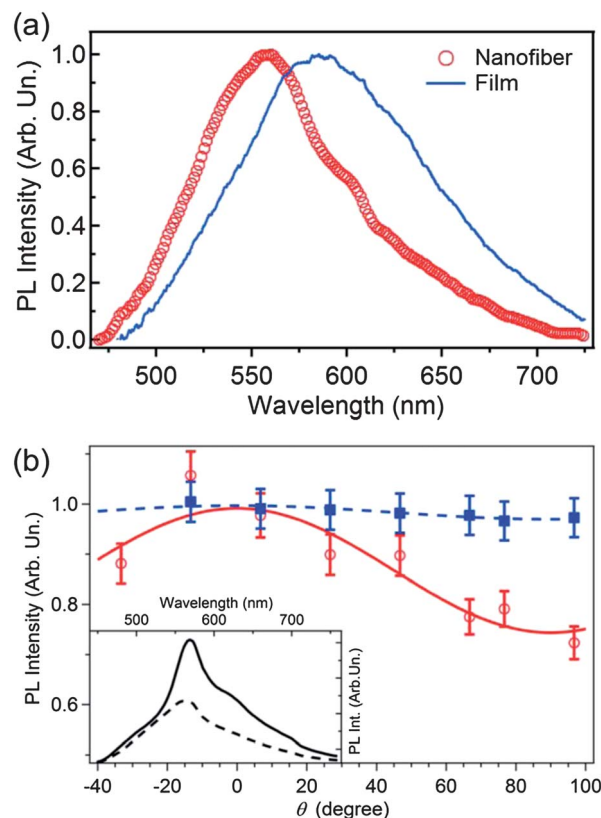 (a)
Nanofiber
Film
PL Intensity (Arb. Un.)
1.0
0.8
0.6
0.4
0.2
0.0
500 550 600 650 700
Wavelength (nm)
(b)
PL Intensity (Arb. Un.)
1.0
0.8
0.6
Wavelength (nm)
500 600 700
PL Int. (Arb.Un.)
-40 -20 0 20 40 60 80 100
θ (degree)